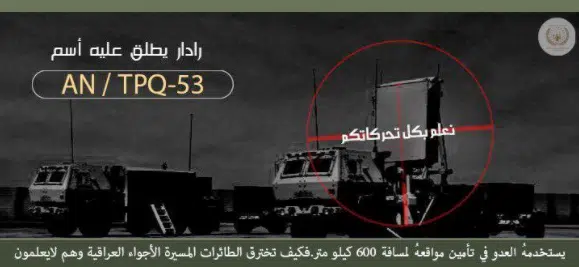 رادار يطلق عليه أسم
AN / TPQ-53
نعلم بكل تحركاتكم
يستخدمهُ العدو في تأمين مواقعهُ لمسافة 600 كيلو متر.فكيف تخترق الطائرات المسيرة الأجواء العراقية وهم لايعلمون